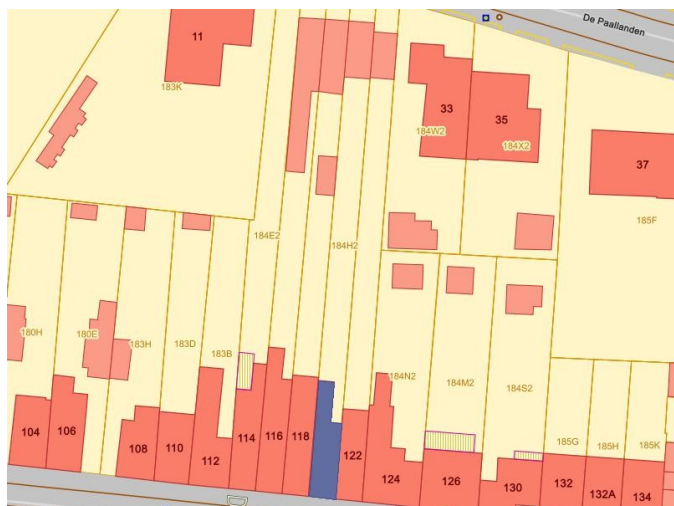 De Paallanden
11
183K
33
35
184W2
184X2
37
185F
184E2
184H2
180H
180E
183H
183D
183B
184N2
184M2
184S2
185G
185H
185K
104
106
108
110
112
114
116
118
122
124
126
130
132
132A
134